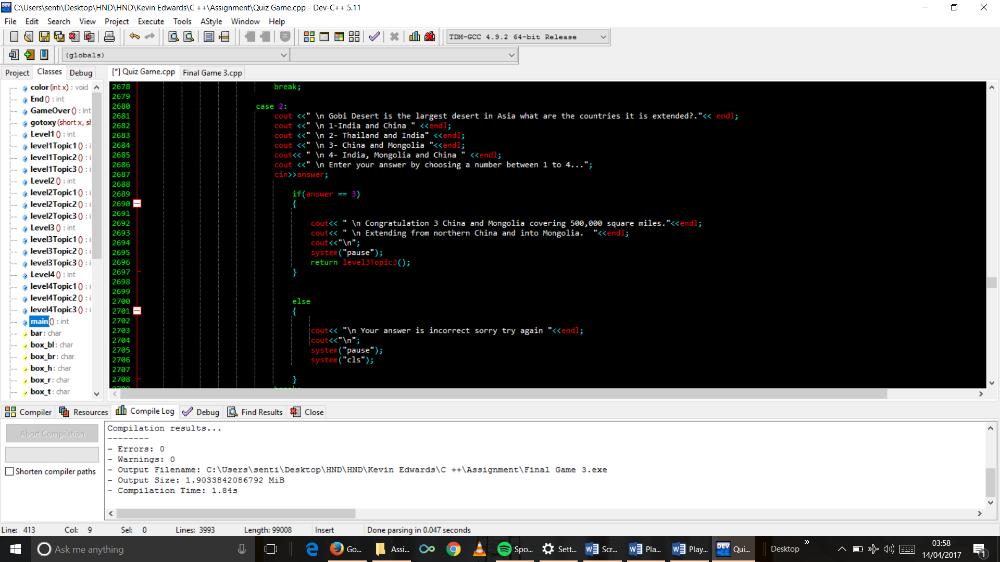 C:\Users\senti\Desktop\HND\HND\Kevin Edwards\C ++\Assignment\Quiz Game.cpp - Dev-C++ 5.11
File Edit Search View Project Execute Tools AStyle Window Help
TDM-GCC 4.9.2 64-bit Release
(globals)
Project Classes Debug
[*] Quiz Game.cpp Final Game 3.cpp
color (int x) : void
End () : int
GameOver () : int
gotoxy (short x, sh
Level1 () : int
level1Topic1 () : i
level1Topic2 () : i
level1Topic3 () : i
Level2 () : int
level2Topic1 () : i
level2Topic2 () : i
level2Topic3 () : i
Level3 () : int
level3Topic1 () : i
level3Topic2 () : i
level3Topic3 () : i
Level4 () : int
level4Topic1 () : i
level4Topic2 () : i
level4Topic3 () : i
main () : int
bar : char
box_bl : char
box_br : char
box_h : char
box_r : char
box_t : char
2678 break;
2679
2680 case 2:
2681 cout <<" \n Gobi Desert is the largest desert in Asia what are the countries it is extended?."<< endl;
2682 cout <<" \n 1-India and China " <<endl;
2683 cout <<" \n 2- Thailand and India" <<endl;
2684 cout <<" \n 3- China and Mongolia "<<endl;
2685 cout<< " \n 4- India, Mongolia and China " <<endl;
2686 cout <<" \n Enter your answer by choosing a number between 1 to 4...";
2687 cin>>answer;
2688
2689 if(answer == 3)
2690 {
2691
2692 cout<< " \n Congratulation 3 China and Mongolia covering 500,000 square miles."<<endl;
2693 cout<< " \n Extending from northern China and into Mongolia.  "<<endl;
2694 cout<<"\n";
2695 system("pause");
2696 return level3Topic3();
2697 }
2698
2699
2700 else
2701 {
2702
2703 cout<< "\n Your answer is incorrect sorry try again "<<endl;
2704 cout<<"\n";
2705 system("pause");
2706 system("cls");
2707
2708 }
2709 break;
Compiler Resources Compile Log Debug Find Results Close
Abort Compilation
Shorten compiler paths
Compilation results...
--------
- Errors: 0
- Warnings: 0
- Output Filename: C:\Users\senti\Desktop\HND\HND\Kevin Edwards\C ++\Assignment\Final Game 3.exe
- Output Size: 1.9033842086792 MiB
- Compilation Time: 1.84s
Line: 413 Col: 9 Sel: 0 Lines: 3993 Length: 99008 Insert Done parsing in 0.047 seconds
Ask me anything Go... Assi... Spo... Sett... Scr... Pla... Play... DEV Qui... Desktop » 03:58
14/04/2017
1